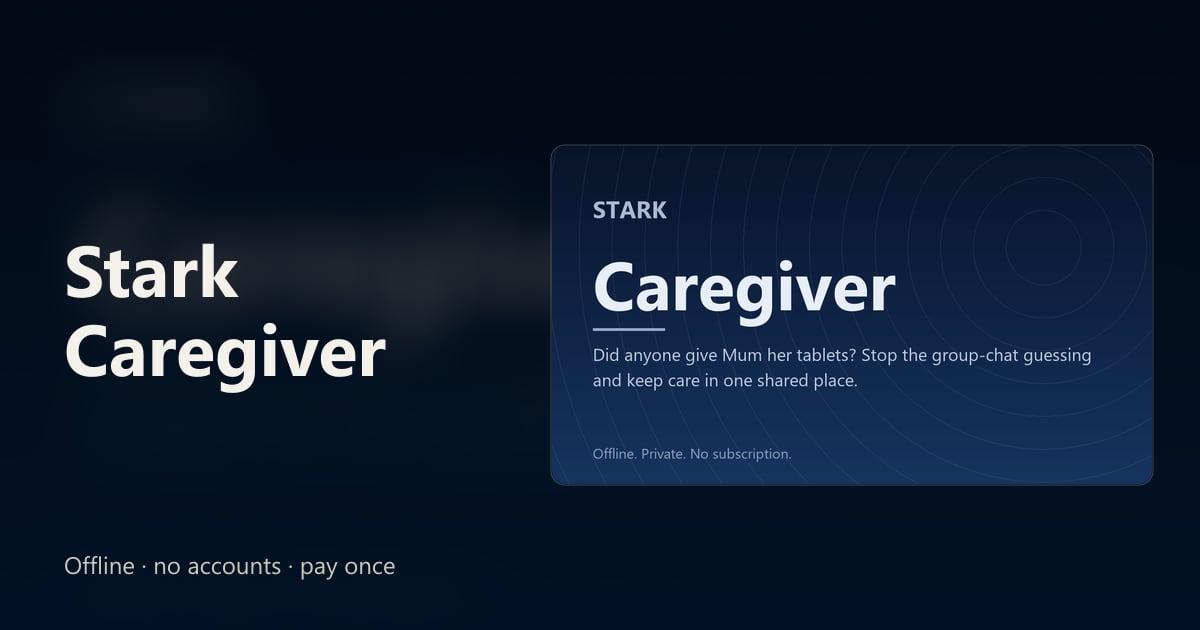 Stark
Caregiver
Offline · no accounts · pay once
STARK
Caregiver
Did anyone give Mum her tablets? Stop the group-chat guessing
and keep care in one shared place.
Offline. Private. No subscription.